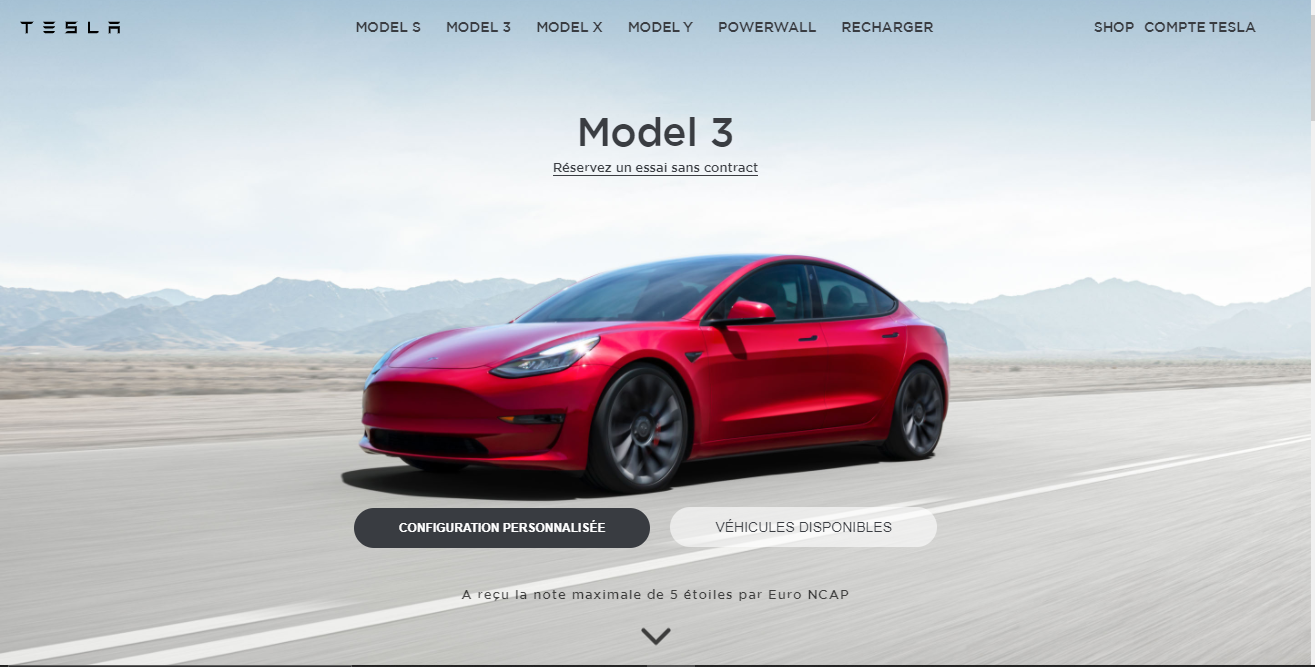 TESLA
MODEL S MODEL 3 MODEL X MODEL Y POWERWALL RECHARGER
SHOP COMPTE TESLA
Model 3
Réservez un essai sans contract
CONFIGURATION PERSONNALISÉE
VÉHICULES DISPONIBLES
A reçu la note maximale de 5 étoiles par Euro NCAP